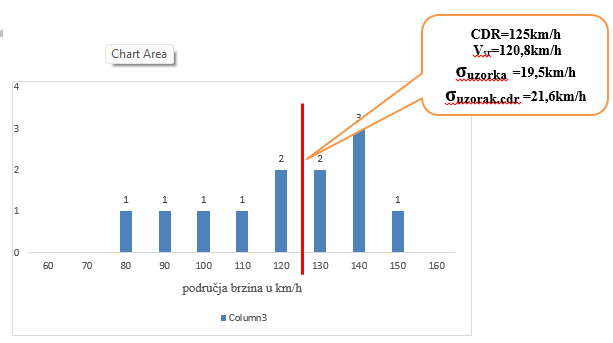 CDR=125km/h
Vsr=120,8km/h
σuzorka =19,5km/h
σuzorak.cdr=21,6km/h
Chart Area
4
3
2
1
0
1
1
1
1
2
2
3
1
60 70 80 90 100 110 120 130 140 150 160
područja brzina u km/h
Column3